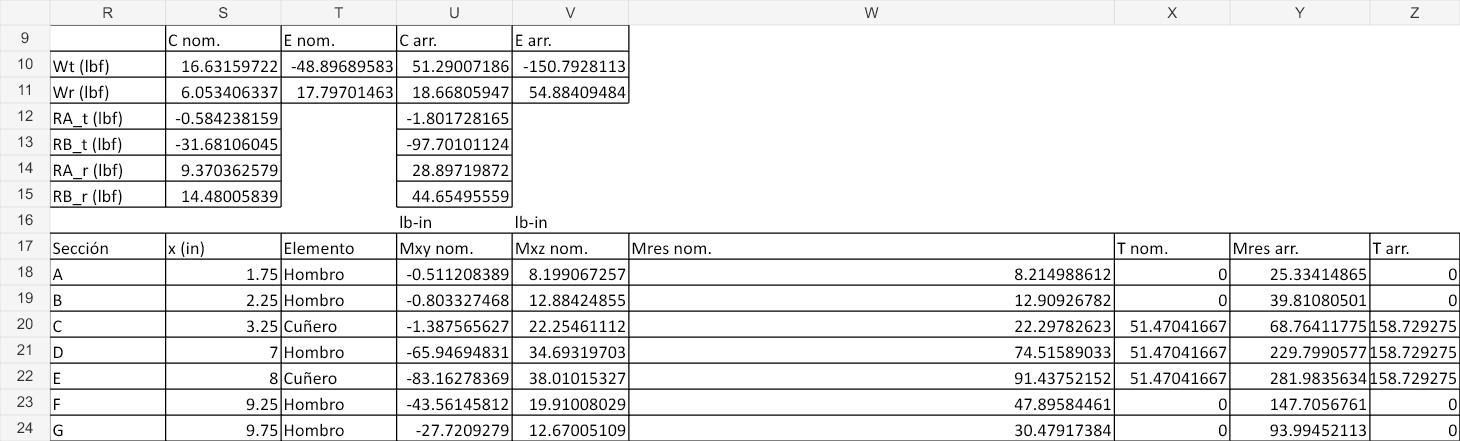 R S T U V W X Y Z
9 C nom. E nom. C arr. E arr.
10 Wt (lbf) 16.63159722 -48.89689583 51.29007186 -150.7928113
11 Wr (lbf) 6.053406337 17.79701463 18.66805947 54.88409484
12 RA_t (lbf) -0.584238159 -1.801728165
13 RB_t (lbf) -31.68106045 -97.70101124
14 RA_r (lbf) 9.370362579 28.89719872
15 RB_r (lbf) 14.48005839 44.65495559
16 lb-in lb-in
17 Sección x (in) Elemento Mxy nom. Mxz nom. Mres nom. T nom. Mres arr. T arr.
18 A 1.75 Hombro -0.511208389 8.199067257 8.214988612 0 25.33414865 0
19 B 2.25 Hombro -0.803327468 12.88424855 12.90926782 0 39.81080501 0
20 C 3.25 Cuñero -1.387565627 22.25461112 22.29782623 51.47041667 68.76411775 158.729275
21 D 7 Hombro -65.94694831 34.69319703 74.51589033 51.47041667 229.7990577 158.729275
22 E 8 Cuñero -83.16278369 38.01015327 91.43752152 51.47041667 281.9835634 158.729275
23 F 9.25 Hombro -43.56145812 19.91008029 47.89584461 0 147.7056761 0
24 G 9.75 Hombro -27.7209279 12.67005109 30.47917384 0 93.99452113 0